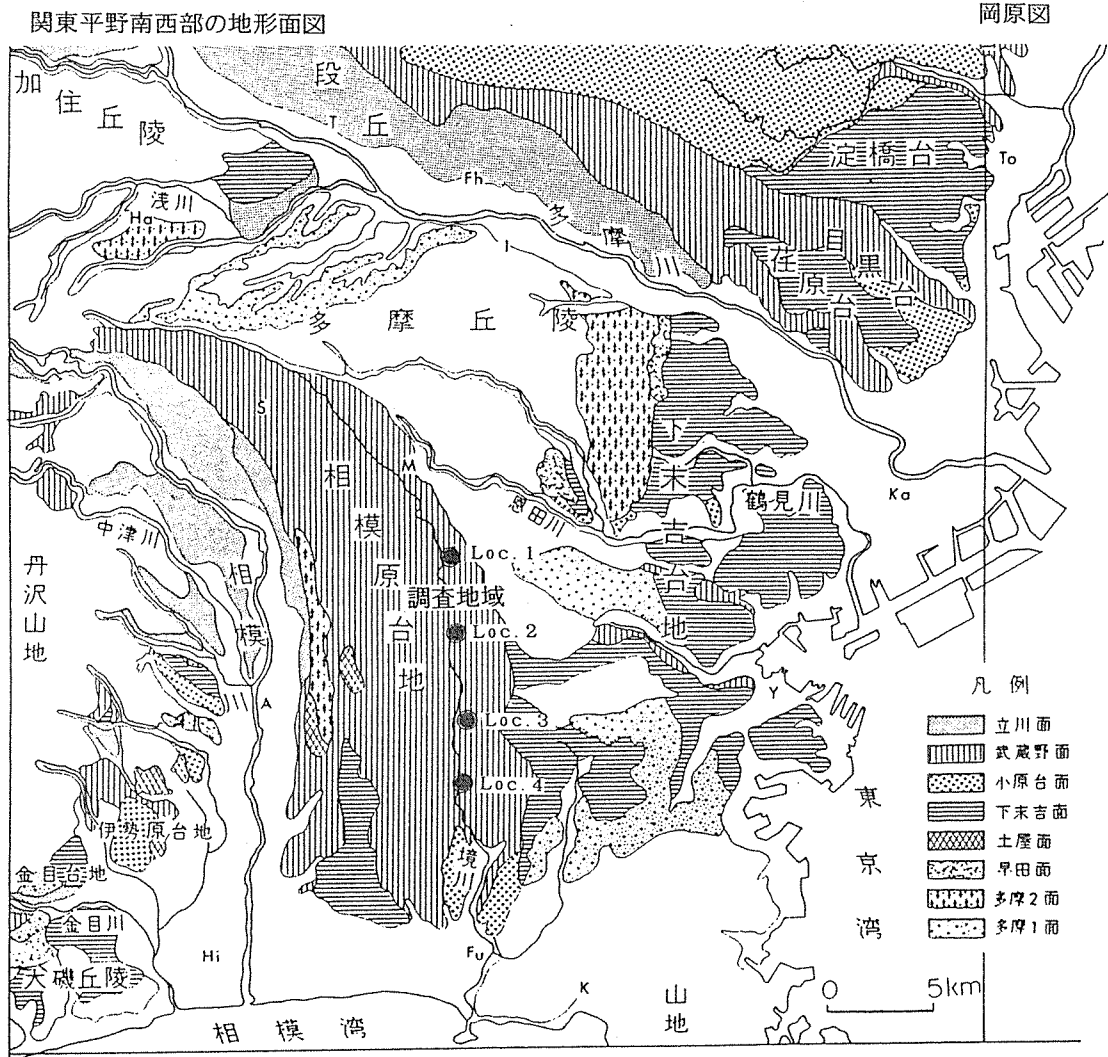 関東平野南西部の地形面図
岡原図
加住丘陵
段丘
T
淀橋台
To
浅川
Ha
Fh
多摩川
I
目黒台
荏原台
多摩丘陵
S
相模原台地
M
下末吉台地
恩田川
鶴見川
Ka
中津川
丹沢山地
相模川
Loc.1
調査地域
Loc.2
M
A
Y
Loc.3
Loc.4
伊勢原台地
境川
金目台地
金目川
大磯丘陵
Hi
Fu
K
山地
相模湾
東京湾
凡例
立川面
武蔵野面
小原台面
下末吉面
土屋面
早田面
多摩2面
多摩1面
0 5km